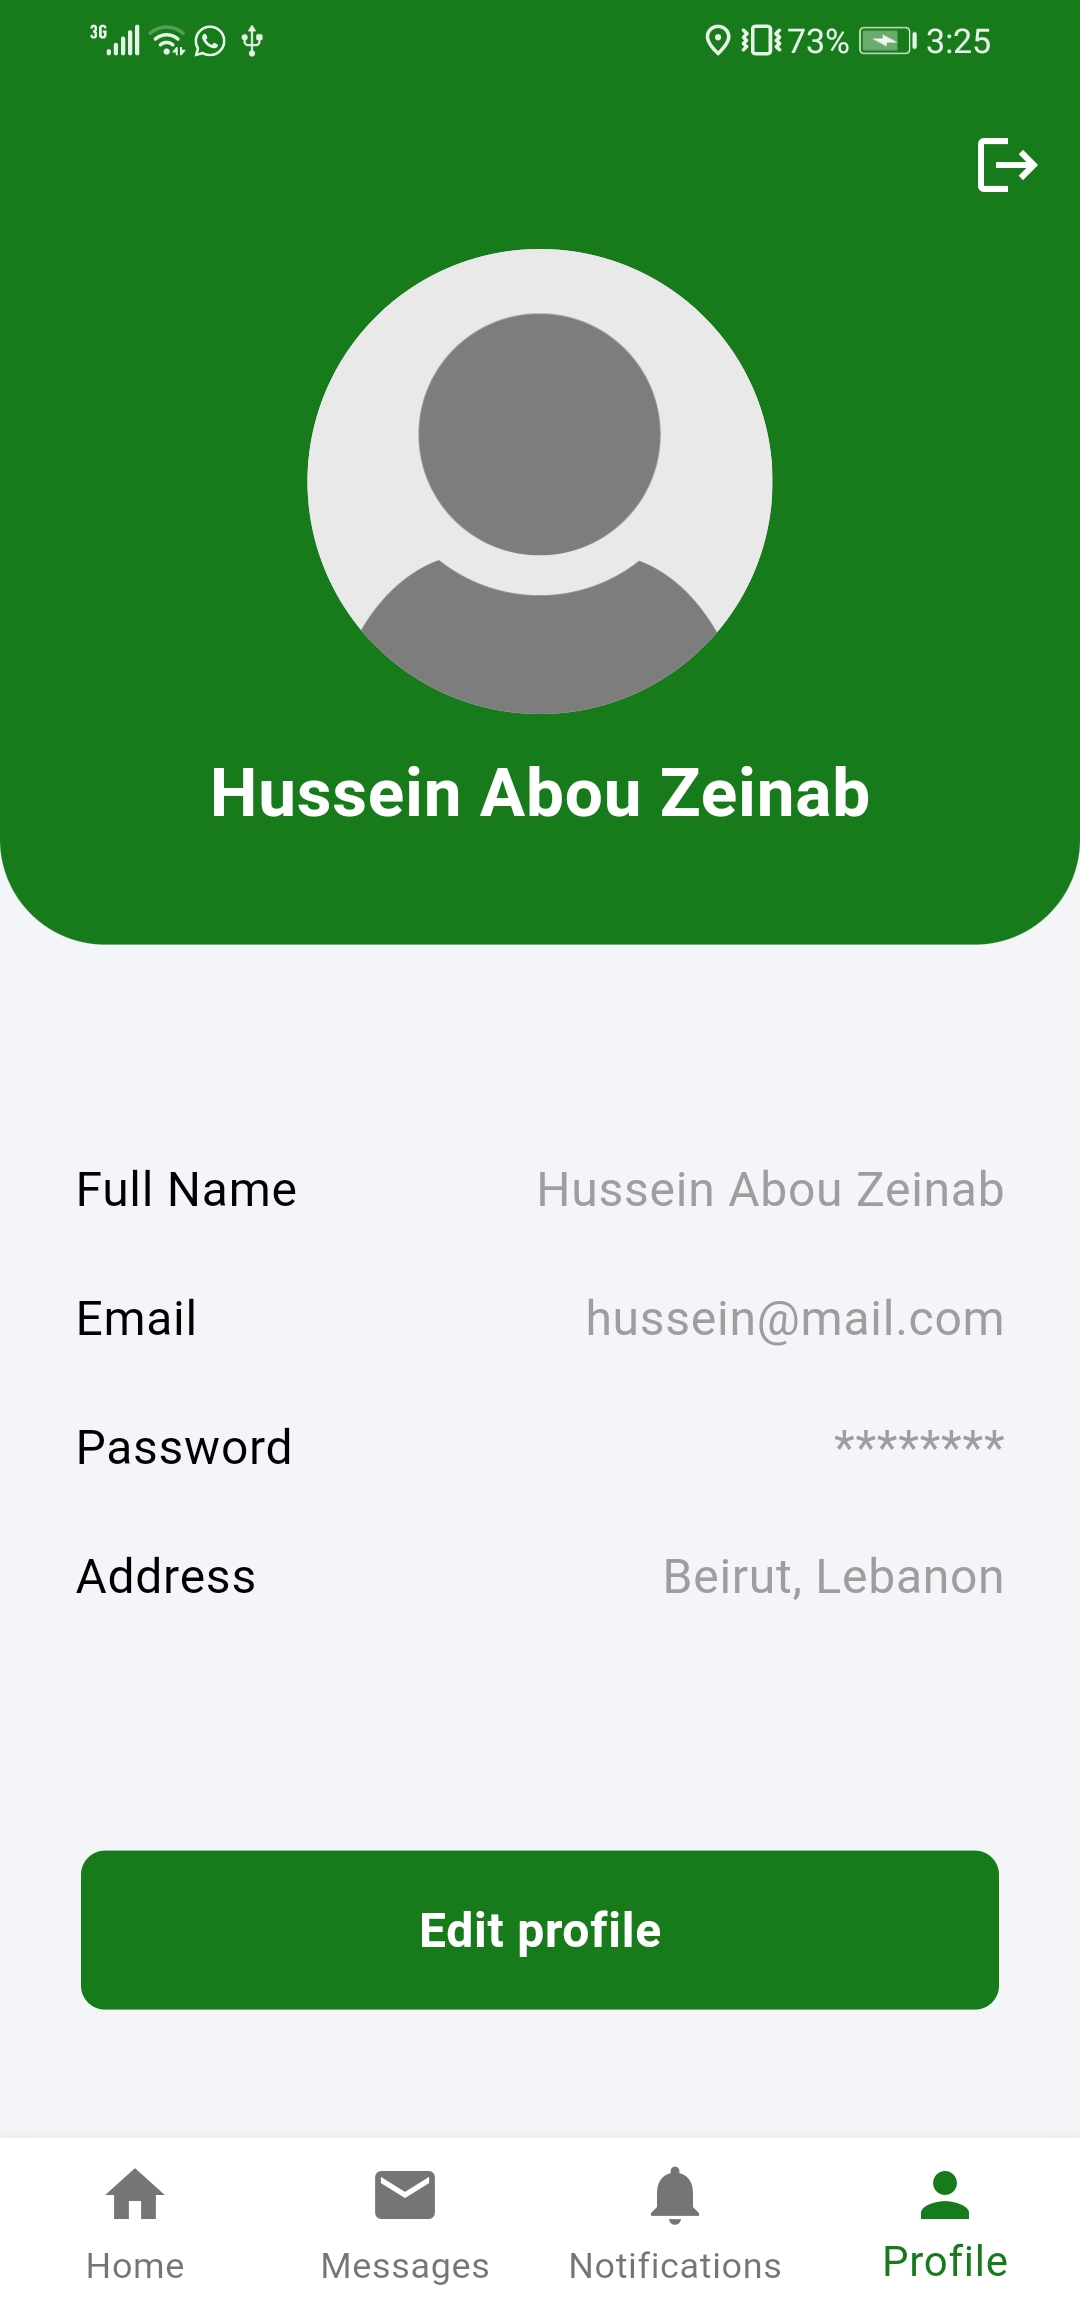 3G 73% 3:25
Hussein Abou Zeinab
Full Name Hussein Abou Zeinab
Email hussein@mail.com
Password ********
Address Beirut, Lebanon
Edit profile
Home Messages Notifications Profile